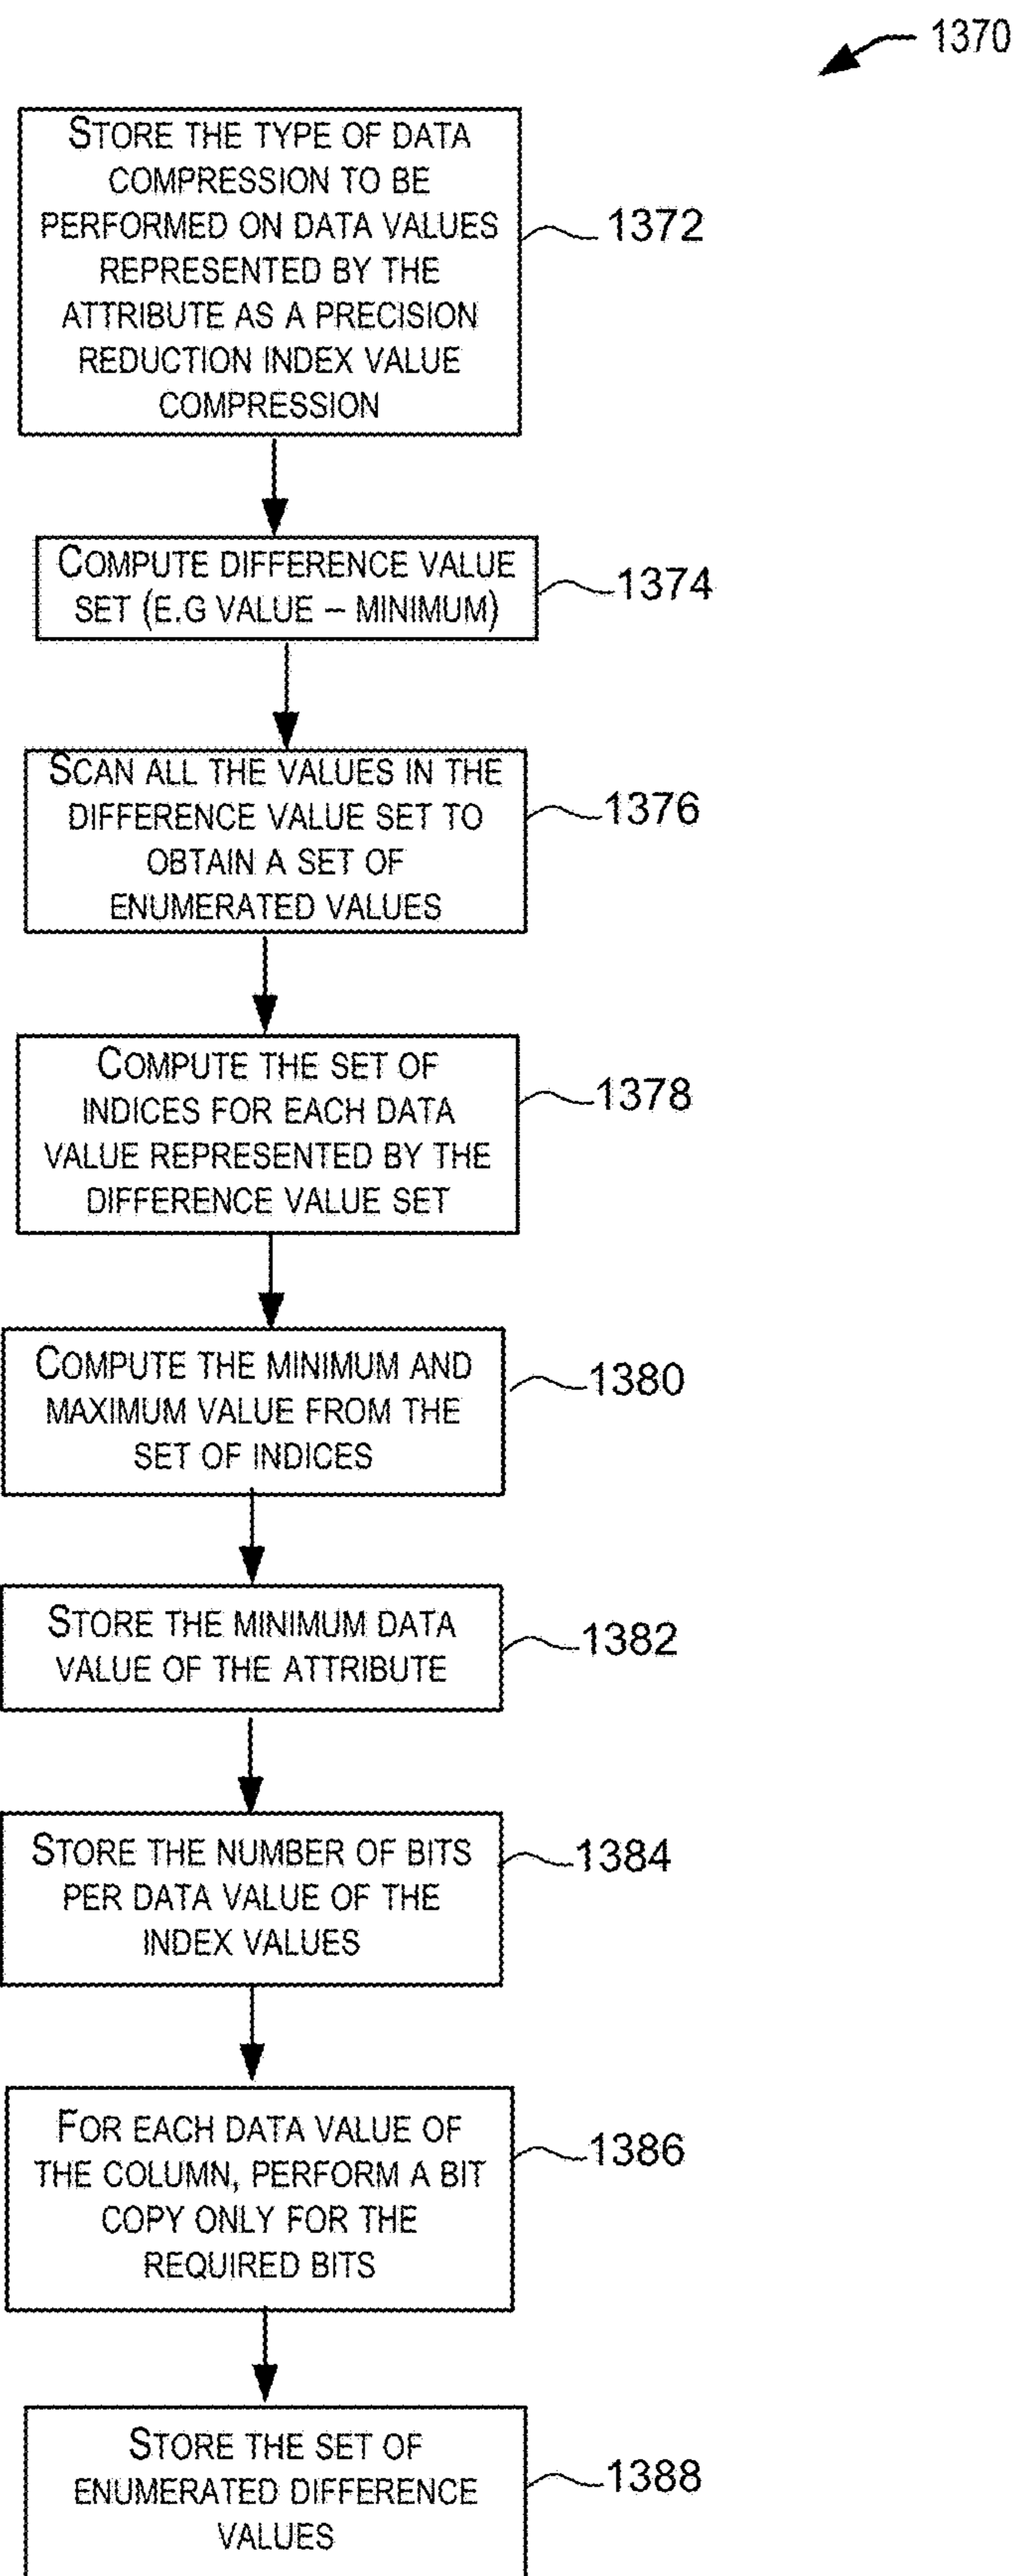 1370
STORE THE TYPE OF DATA
COMPRESSION TO BE
PERFORMED ON DATA VALUES
REPRESENTED BY THE
ATTRIBUTE AS A PRECISION
REDUCTION INDEX VALUE
COMPRESSION
1372
COMPUTE DIFFERENCE VALUE
SET (E.G VALUE – MINIMUM)
1374
SCAN ALL THE VALUES IN THE
DIFFERENCE VALUE SET TO
OBTAIN A SET OF
ENUMERATED VALUES
1376
COMPUTE THE SET OF
INDICES FOR EACH DATA
VALUE REPRESENTED BY THE
DIFFERENCE VALUE SET
1378
COMPUTE THE MINIMUM AND
MAXIMUM VALUE FROM THE
SET OF INDICES
1380
STORE THE MINIMUM DATA
VALUE OF THE ATTRIBUTE
1382
STORE THE NUMBER OF BITS
PER DATA VALUE OF THE
INDEX VALUES
1384
FOR EACH DATA VALUE OF
THE COLUMN, PERFORM A BIT
COPY ONLY FOR THE
REQUIRED BITS
1386
STORE THE SET OF
ENUMERATED DIFFERENCE
VALUES
1388